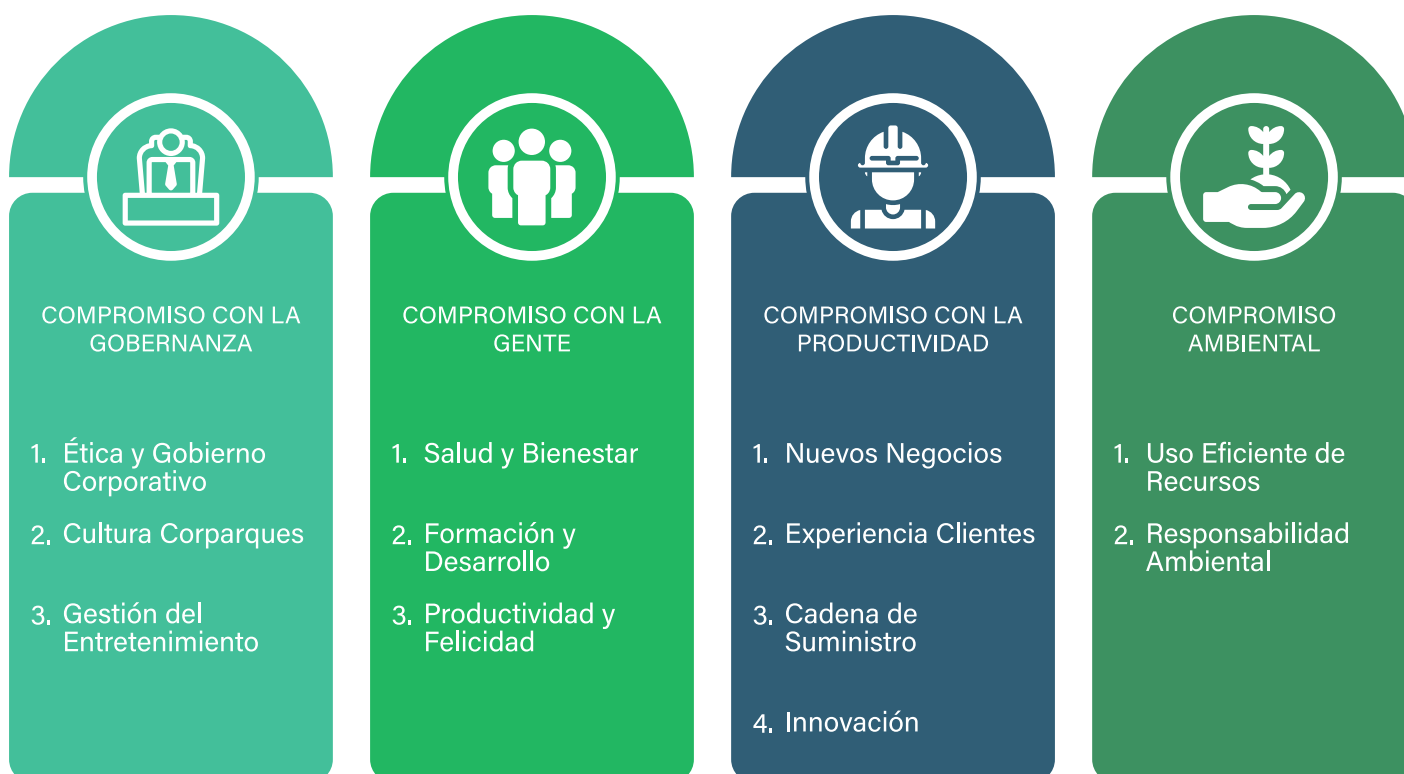 COMPROMISO CON LA
GOBERNANZA
1. Ética y Gobierno
Corporativo
2. Cultura Corparques
3. Gestión del
Entretenimiento
COMPROMISO CON LA
GENTE
1. Salud y Bienestar
2. Formación y
Desarrollo
3. Productividad y
Felicidad
COMPROMISO CON LA
PRODUCTIVIDAD
1. Nuevos Negocios
2. Experiencia Clientes
3. Cadena de
Suministro
4. Innovación
COMPROMISO
AMBIENTAL
1. Uso Eficiente de
Recursos
2. Responsabilidad
Ambiental